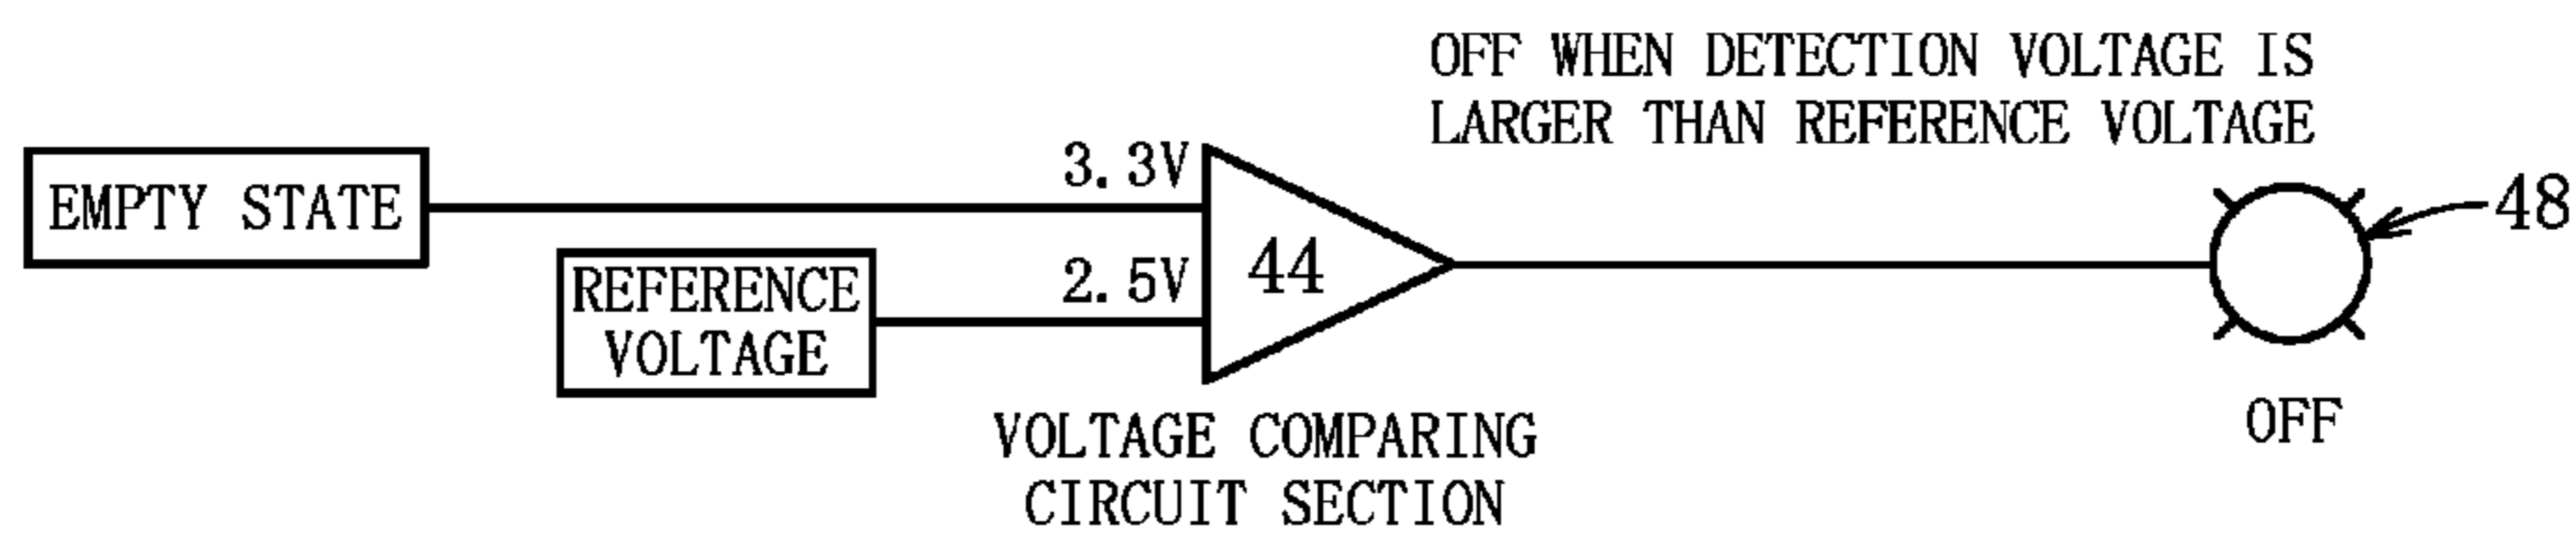 OFF WHEN DETECTION VOLTAGE IS
LARGER THAN REFERENCE VOLTAGE
EMPTY STATE
3.3V
REFERENCE
VOLTAGE
2.5V
44
48
VOLTAGE COMPARING
CIRCUIT SECTION
OFF